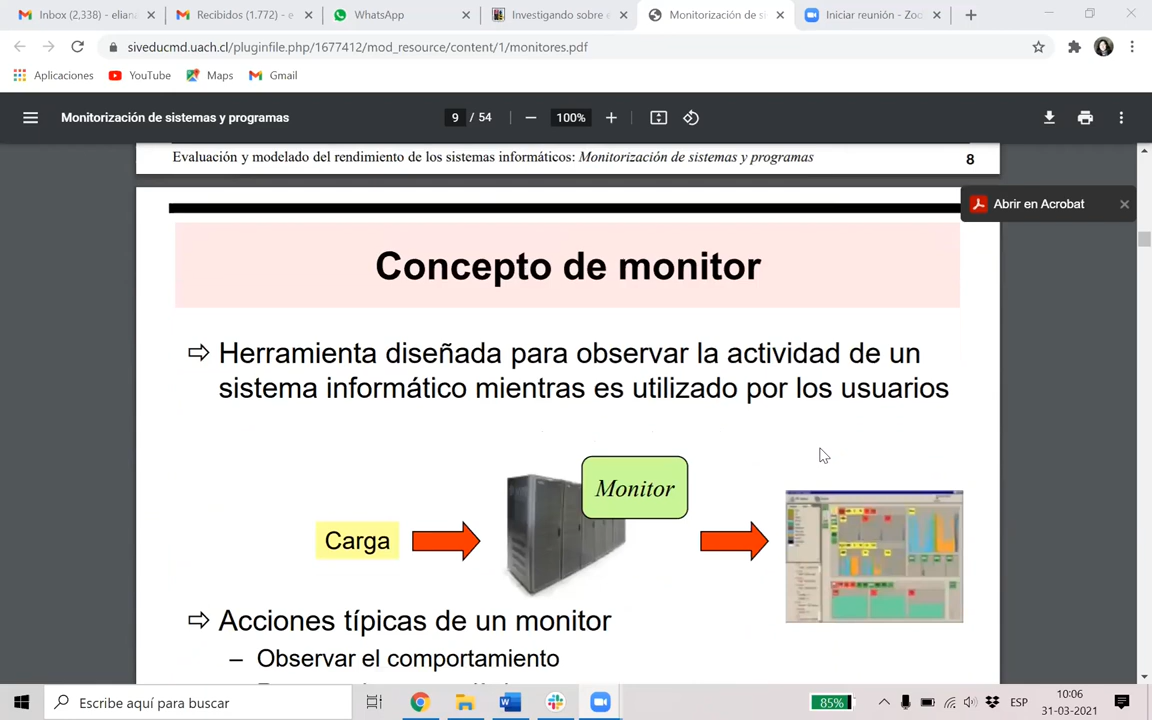 Inbox (2,338) - elian
Recibidos (1.772) - e
WhatsApp
Investigando sobre e
Monitorización de si
Iniciar reunión - Zoo
siveducmd.uach.cl/pluginfile.php/1677412/mod_resource/content/1/monitores.pdf
Aplicaciones
YouTube
Maps
Gmail
Monitorización de sistemas y programas
9 / 54
100%
Evaluación y modelado del rendimiento de los sistemas informáticos: Monitorización de sistemas y programas
8
Abrir en Acrobat
Concepto de monitor
Herramienta diseñada para observar la actividad de un
sistema informático mientras es utilizado por los usuarios
Monitor
Carga
Acciones típicas de un monitor
– Observar el comportamiento
Escribe aquí para buscar
85%
ESP
10:06
31-03-2021